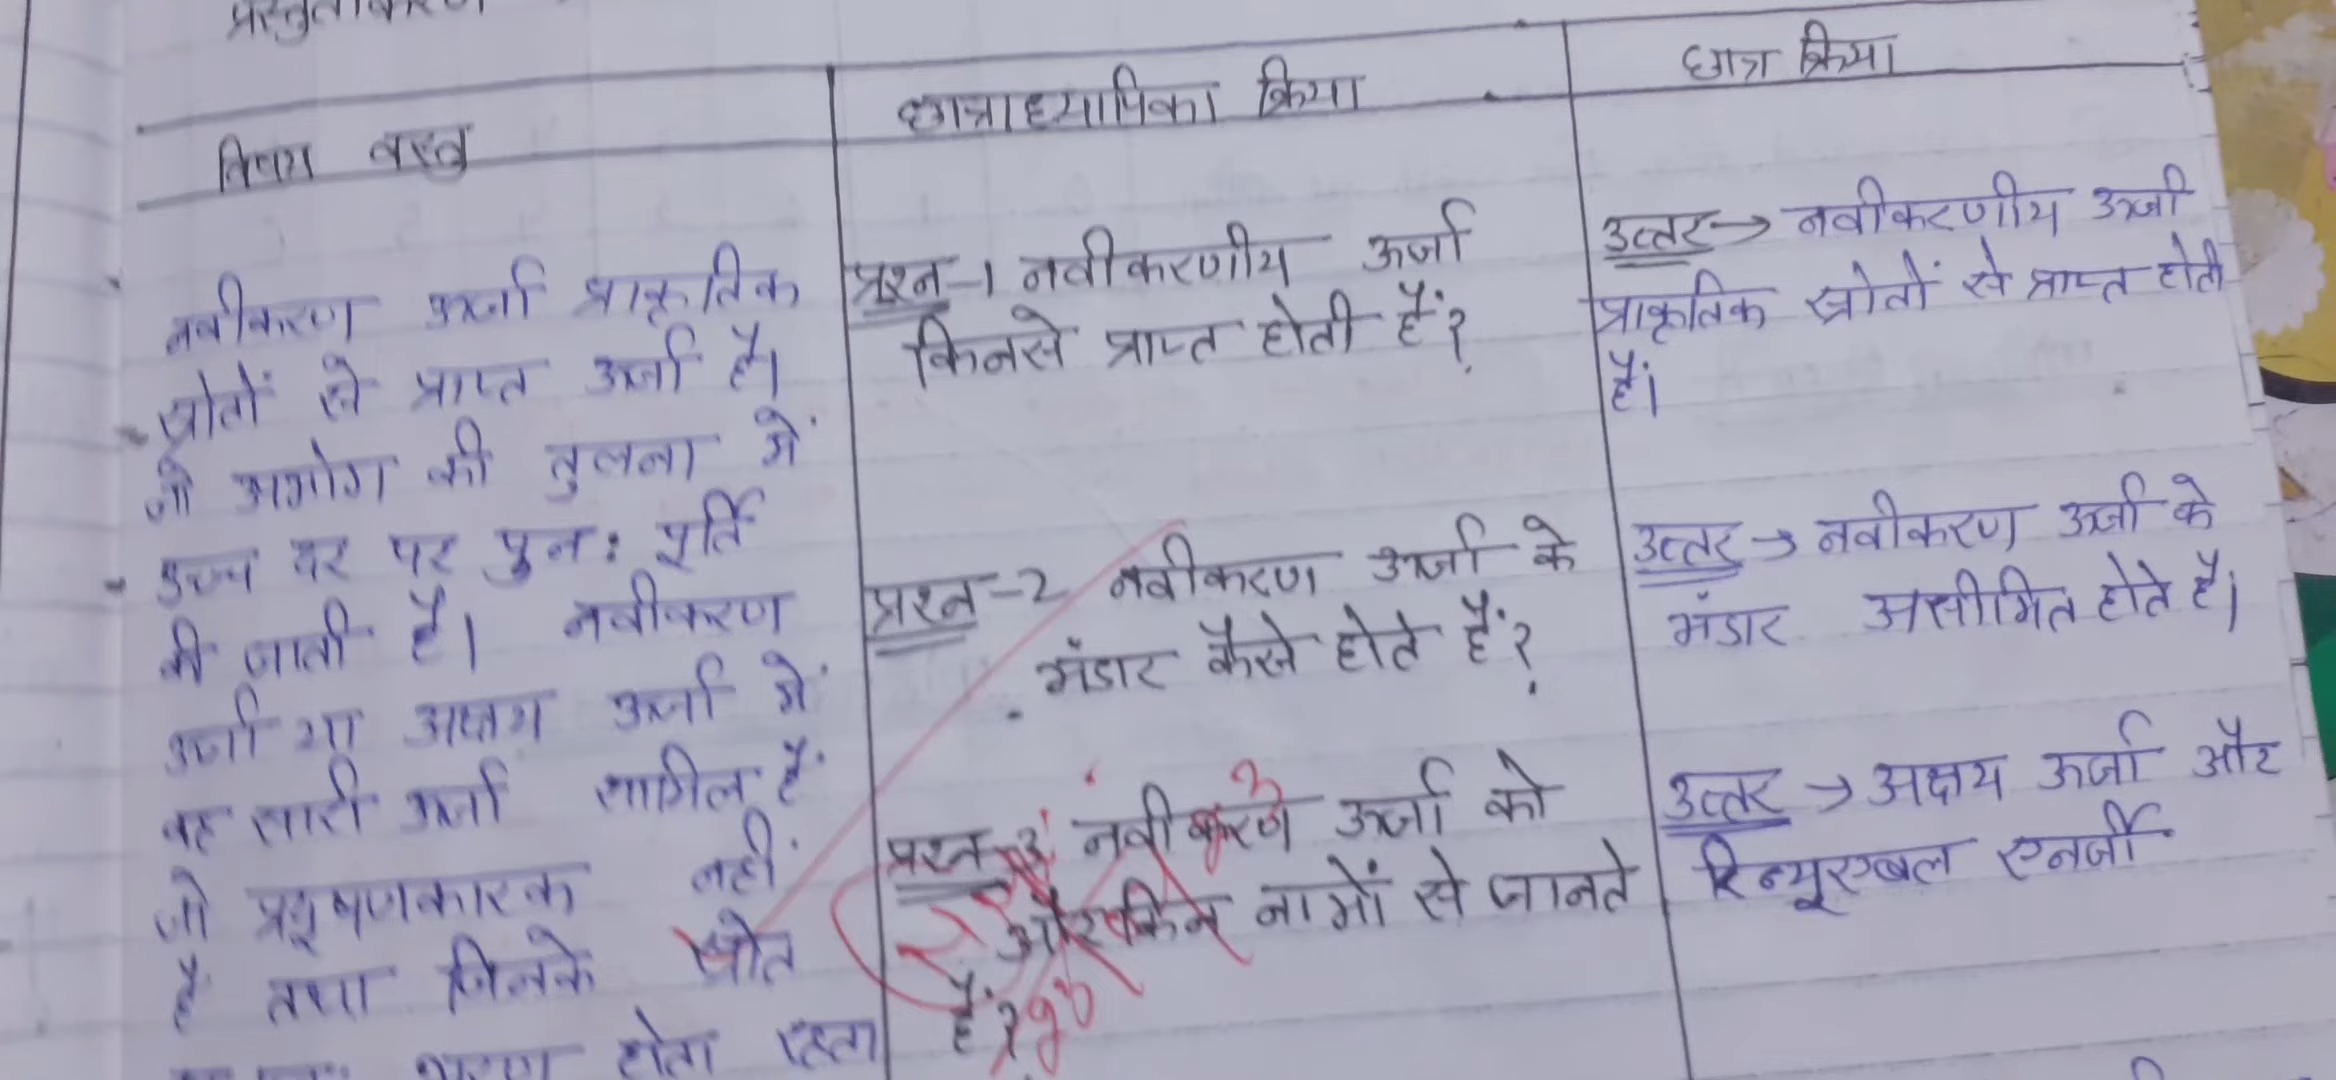 प्रस्तुतीकरण
विषय वस्तु
नवीकरण ऊर्जा प्राकृतिक
स्रोतों से प्राप्त ऊर्जा है।
जो उपभोग की तुलना में
उच्च दर पर पुन: पूर्ति
की जाती है। नवीकरण
ऊर्जा या अक्षय ऊर्जा में
वह सारी ऊर्जा शामिल हैं
जो प्रदूषणकारक नहीं
है तथा जिनके स्रोत
होता रहता
छात्राध्यापिका क्रिया
प्रश्न-1 नवीकरणीय ऊर्जा
किनसे प्राप्त होती हैं?
प्रश्न-2 नवीकरण ऊर्जा के
भंडार कैसे होते हैं?
प्रश्न-3 नवीकरण ऊर्जा को
और किन नामों से जानते
हैं?
छात्र क्रिया
उत्तर→ नवीकरणीय ऊर्जा
प्राकृतिक स्रोतों से प्राप्त होती
हैं।
उत्तर→ नवीकरण ऊर्जा के
भंडार असीमित होते है।
उत्तर → अक्षय ऊर्जा और
रिन्यूएबल एनर्जी